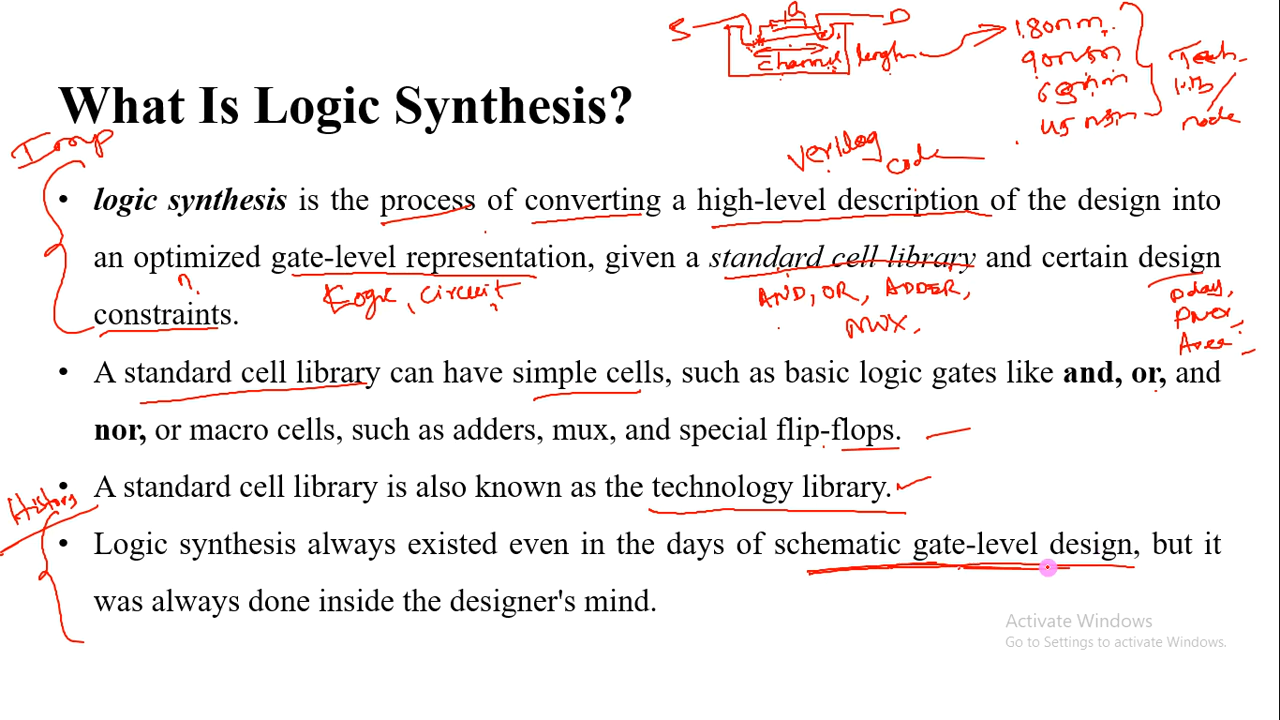 S
G
D
channel length
180nm
90nm
65nm
45nm
Tech.
lib/
node
What Is Logic Synthesis?
Imp
Verilog code
• logic synthesis is the process of converting a high-level description of the design into
an optimized gate-level representation, given a standard cell library and certain design
Logic, circuit,
AND, OR, ADDER,
MUX,
Delay,
Power,
Area
constraints.
• A standard cell library can have simple cells, such as basic logic gates like and, or, and
nor, or macro cells, such as adders, mux, and special flip-flops.
• A standard cell library is also known as the technology library.
History
• Logic synthesis always existed even in the days of schematic gate-level design, but it
was always done inside the designer's mind.
Activate Windows
Go to Settings to activate Windows.